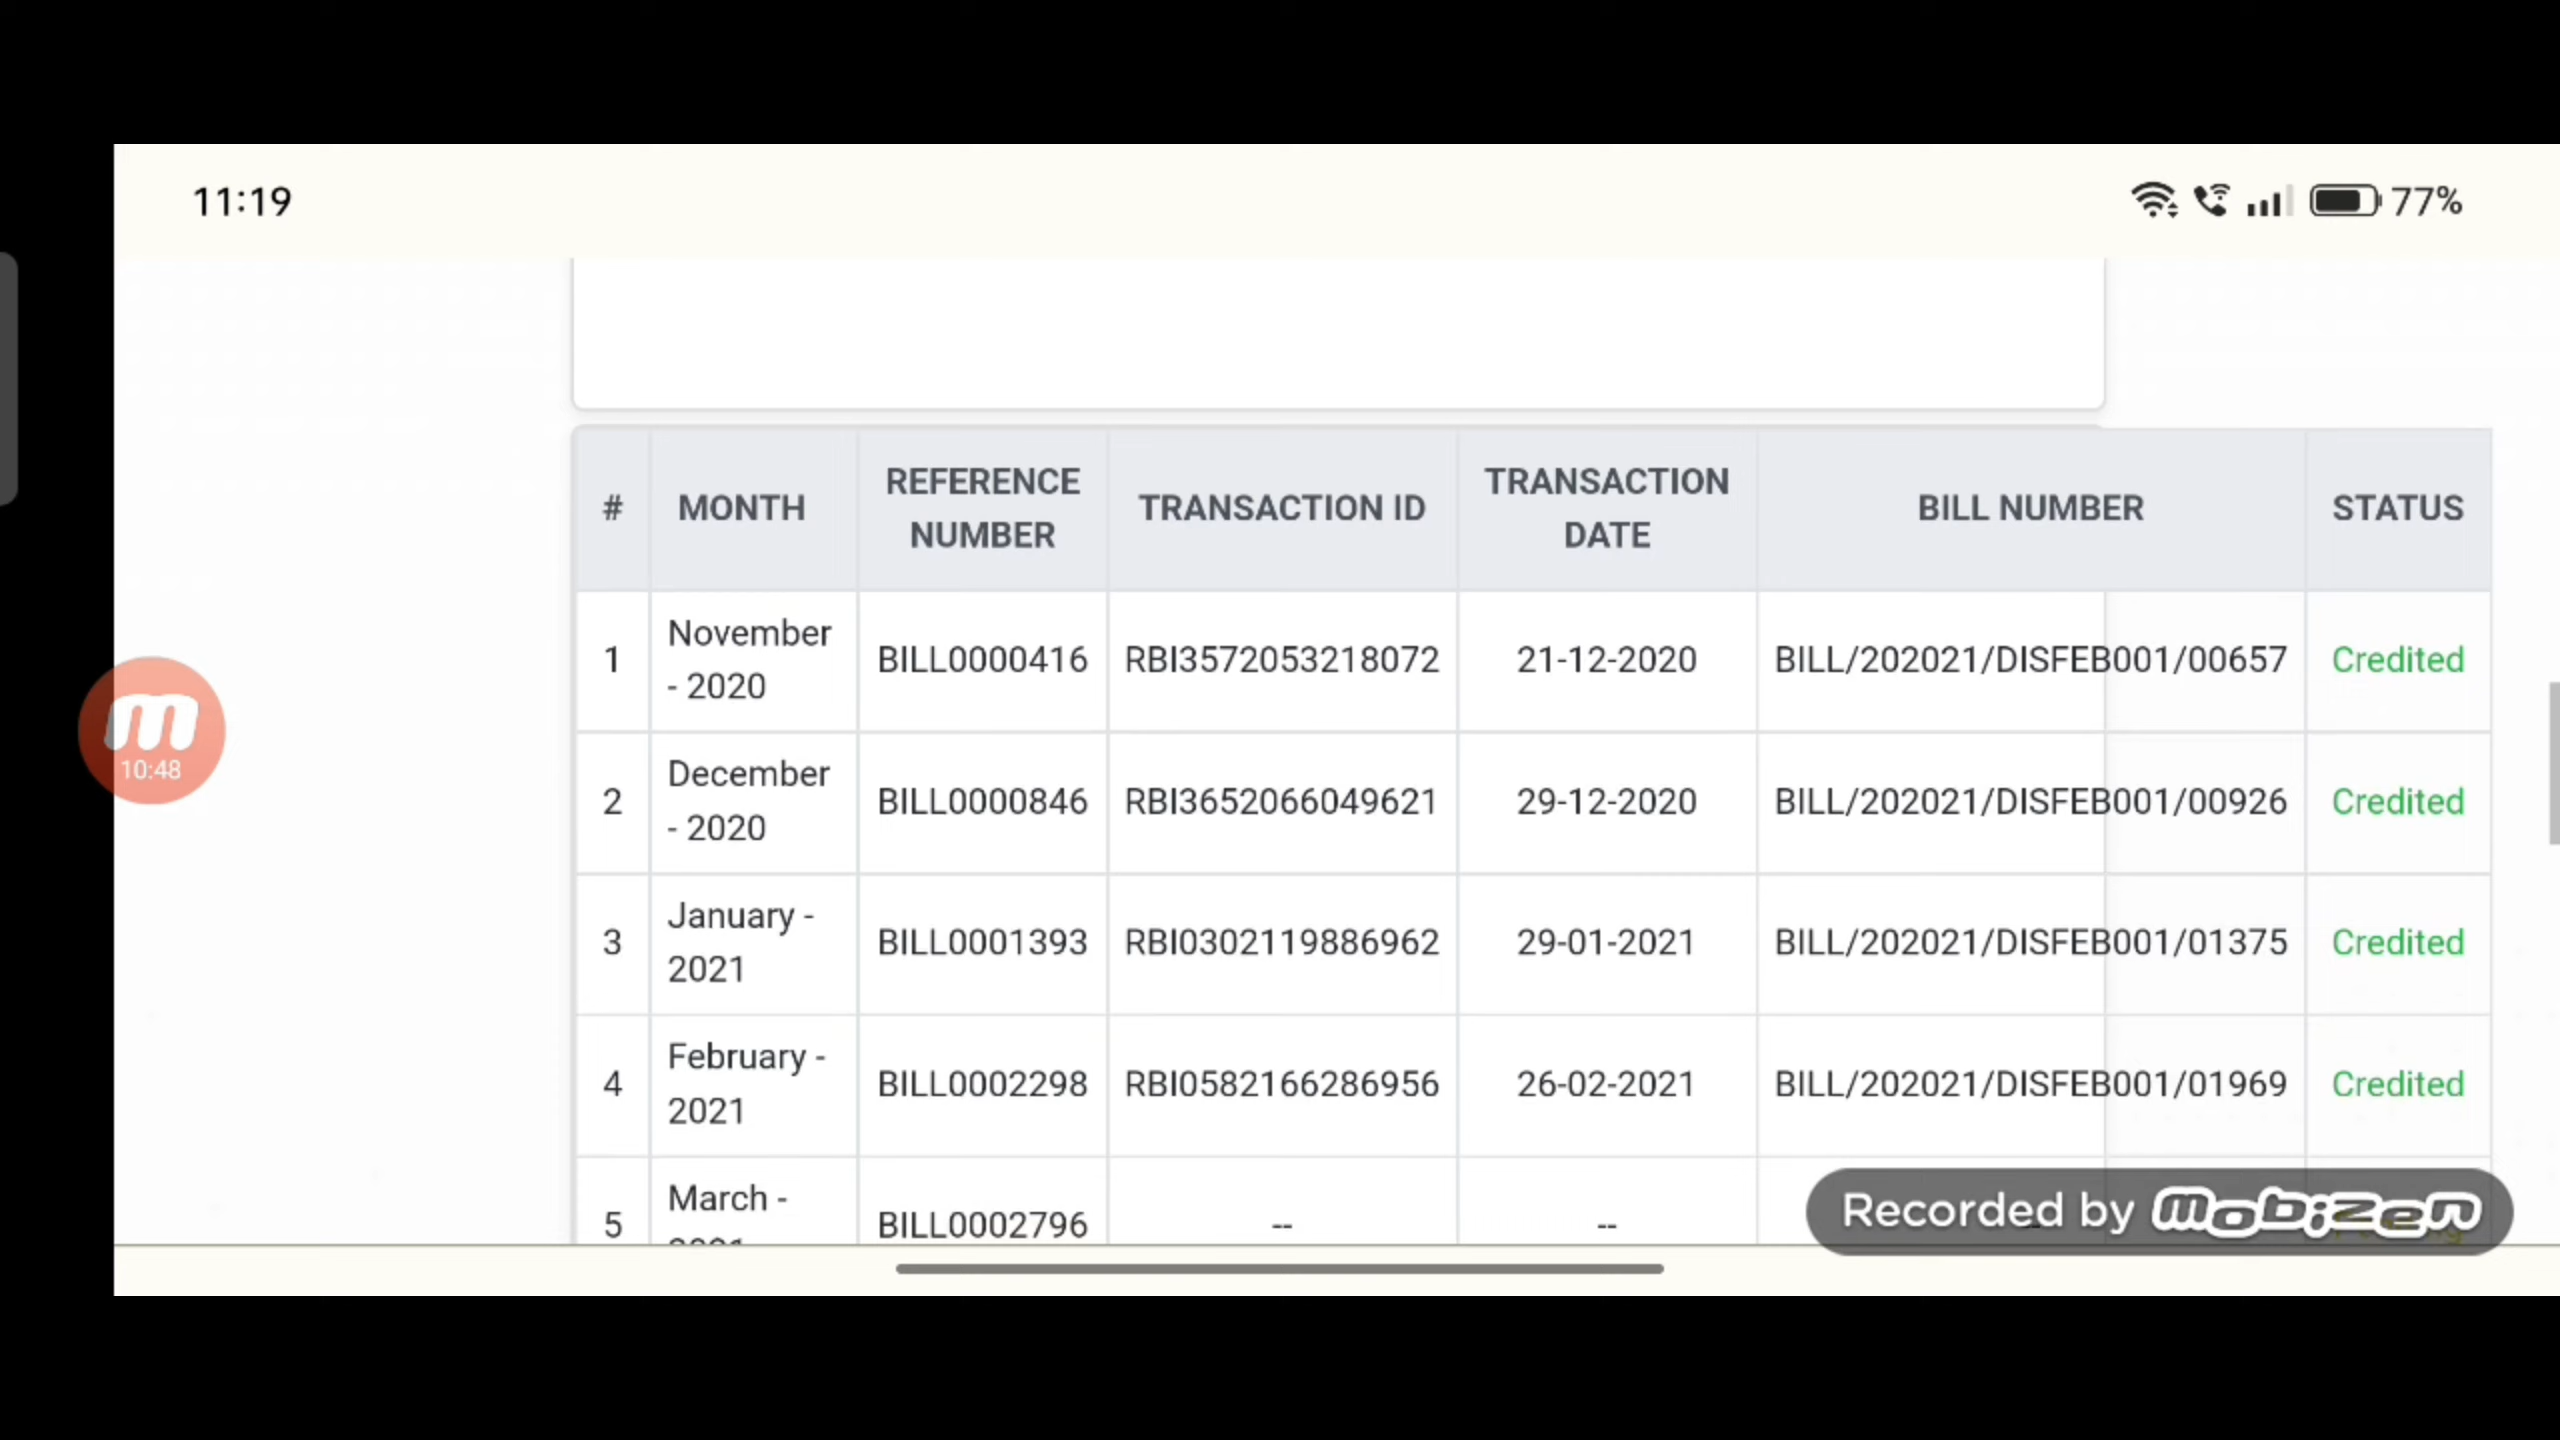 11:19
77%
# MONTH REFERENCE NUMBER TRANSACTION ID TRANSACTION DATE BILL NUMBER STATUS
1 November - 2020 BILL0000416 RBI3572053218072 21-12-2020 BILL/202021/DISFEB001/00657 Credited
2 December - 2020 BILL0000846 RBI3652066049621 29-12-2020 BILL/202021/DISFEB001/00926 Credited
3 January - 2021 BILL0001393 RBI0302119886962 29-01-2021 BILL/202021/DISFEB001/01375 Credited
4 February - 2021 BILL0002298 RBI0582166286956 26-02-2021 BILL/202021/DISFEB001/01969 Credited
5 March - BILL0002796 -- --
m
10:48
Recorded by mobizen